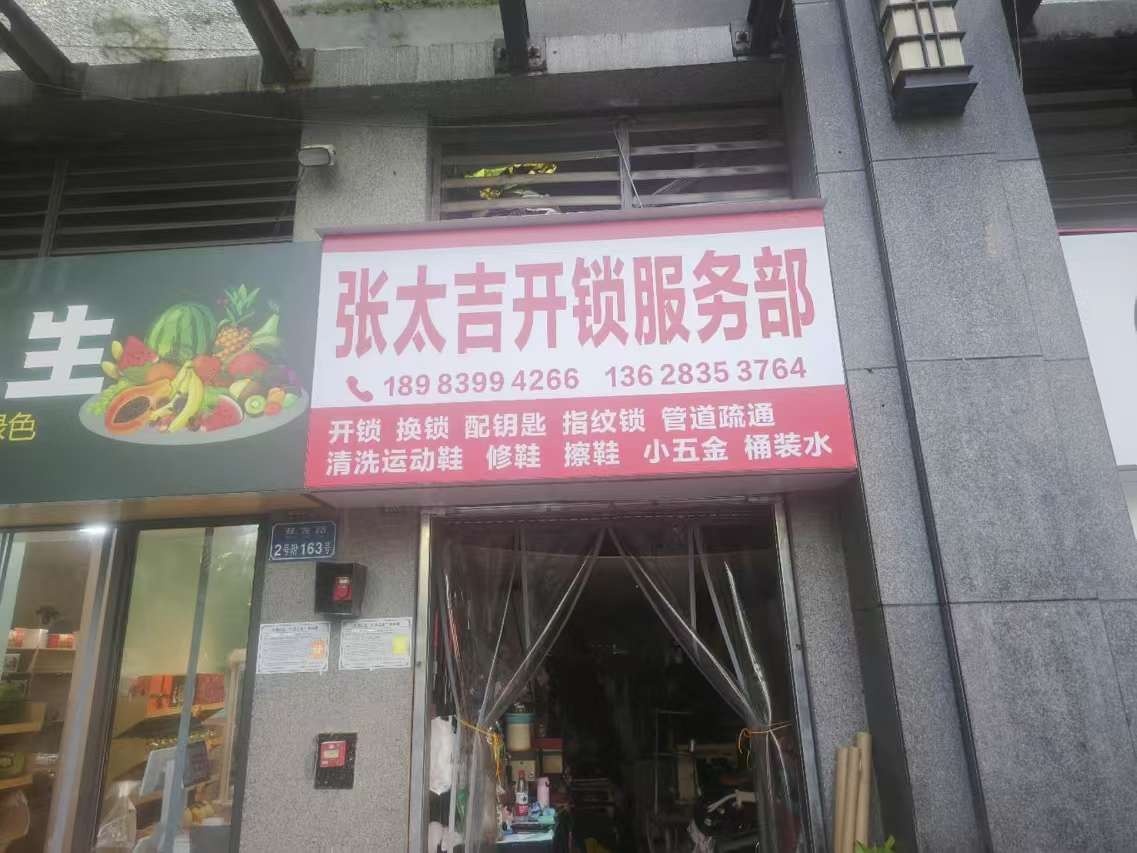 张太吉开锁服务部
189 8399 4266 136 2835 3764
开锁 换锁 配钥匙 指纹锁 管道疏通
清洗运动鞋 修鞋 擦鞋 小五金 桶装水
生
绿色
2号附163号